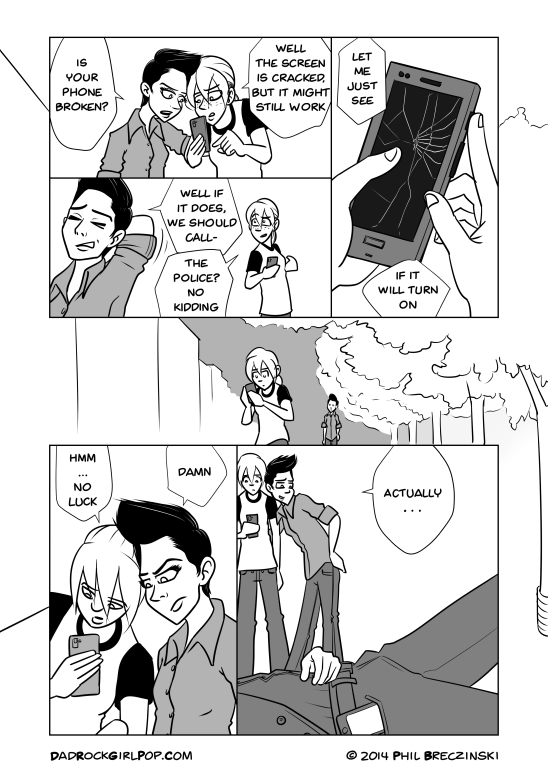 IS
YOUR
PHONE
BROKEN?
WELL
THE SCREEN
IS CRACKED,
BUT IT MIGHT
STILL WORK
LET
ME
JUST
SEE
IF IT
WILL TURN
ON
WELL IF
IT DOES,
WE SHOULD
CALL-
THE
POLICE?
NO
KIDDING
HMM
...
NO
LUCK
DAMN
ACTUALLY
...
DADROCKGIRLPOP.COM
© 2014 PHIL BRECZINSKI